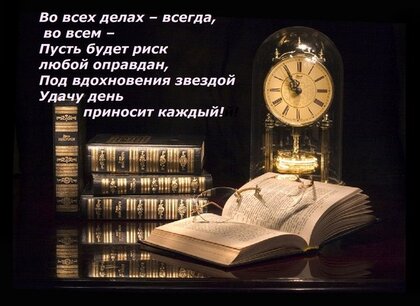 Во всех делах – всегда,
во всем –
Пусть будет риск
любой оправдан,
Под вдохновения звездой
Удачу день
приносит каждый!